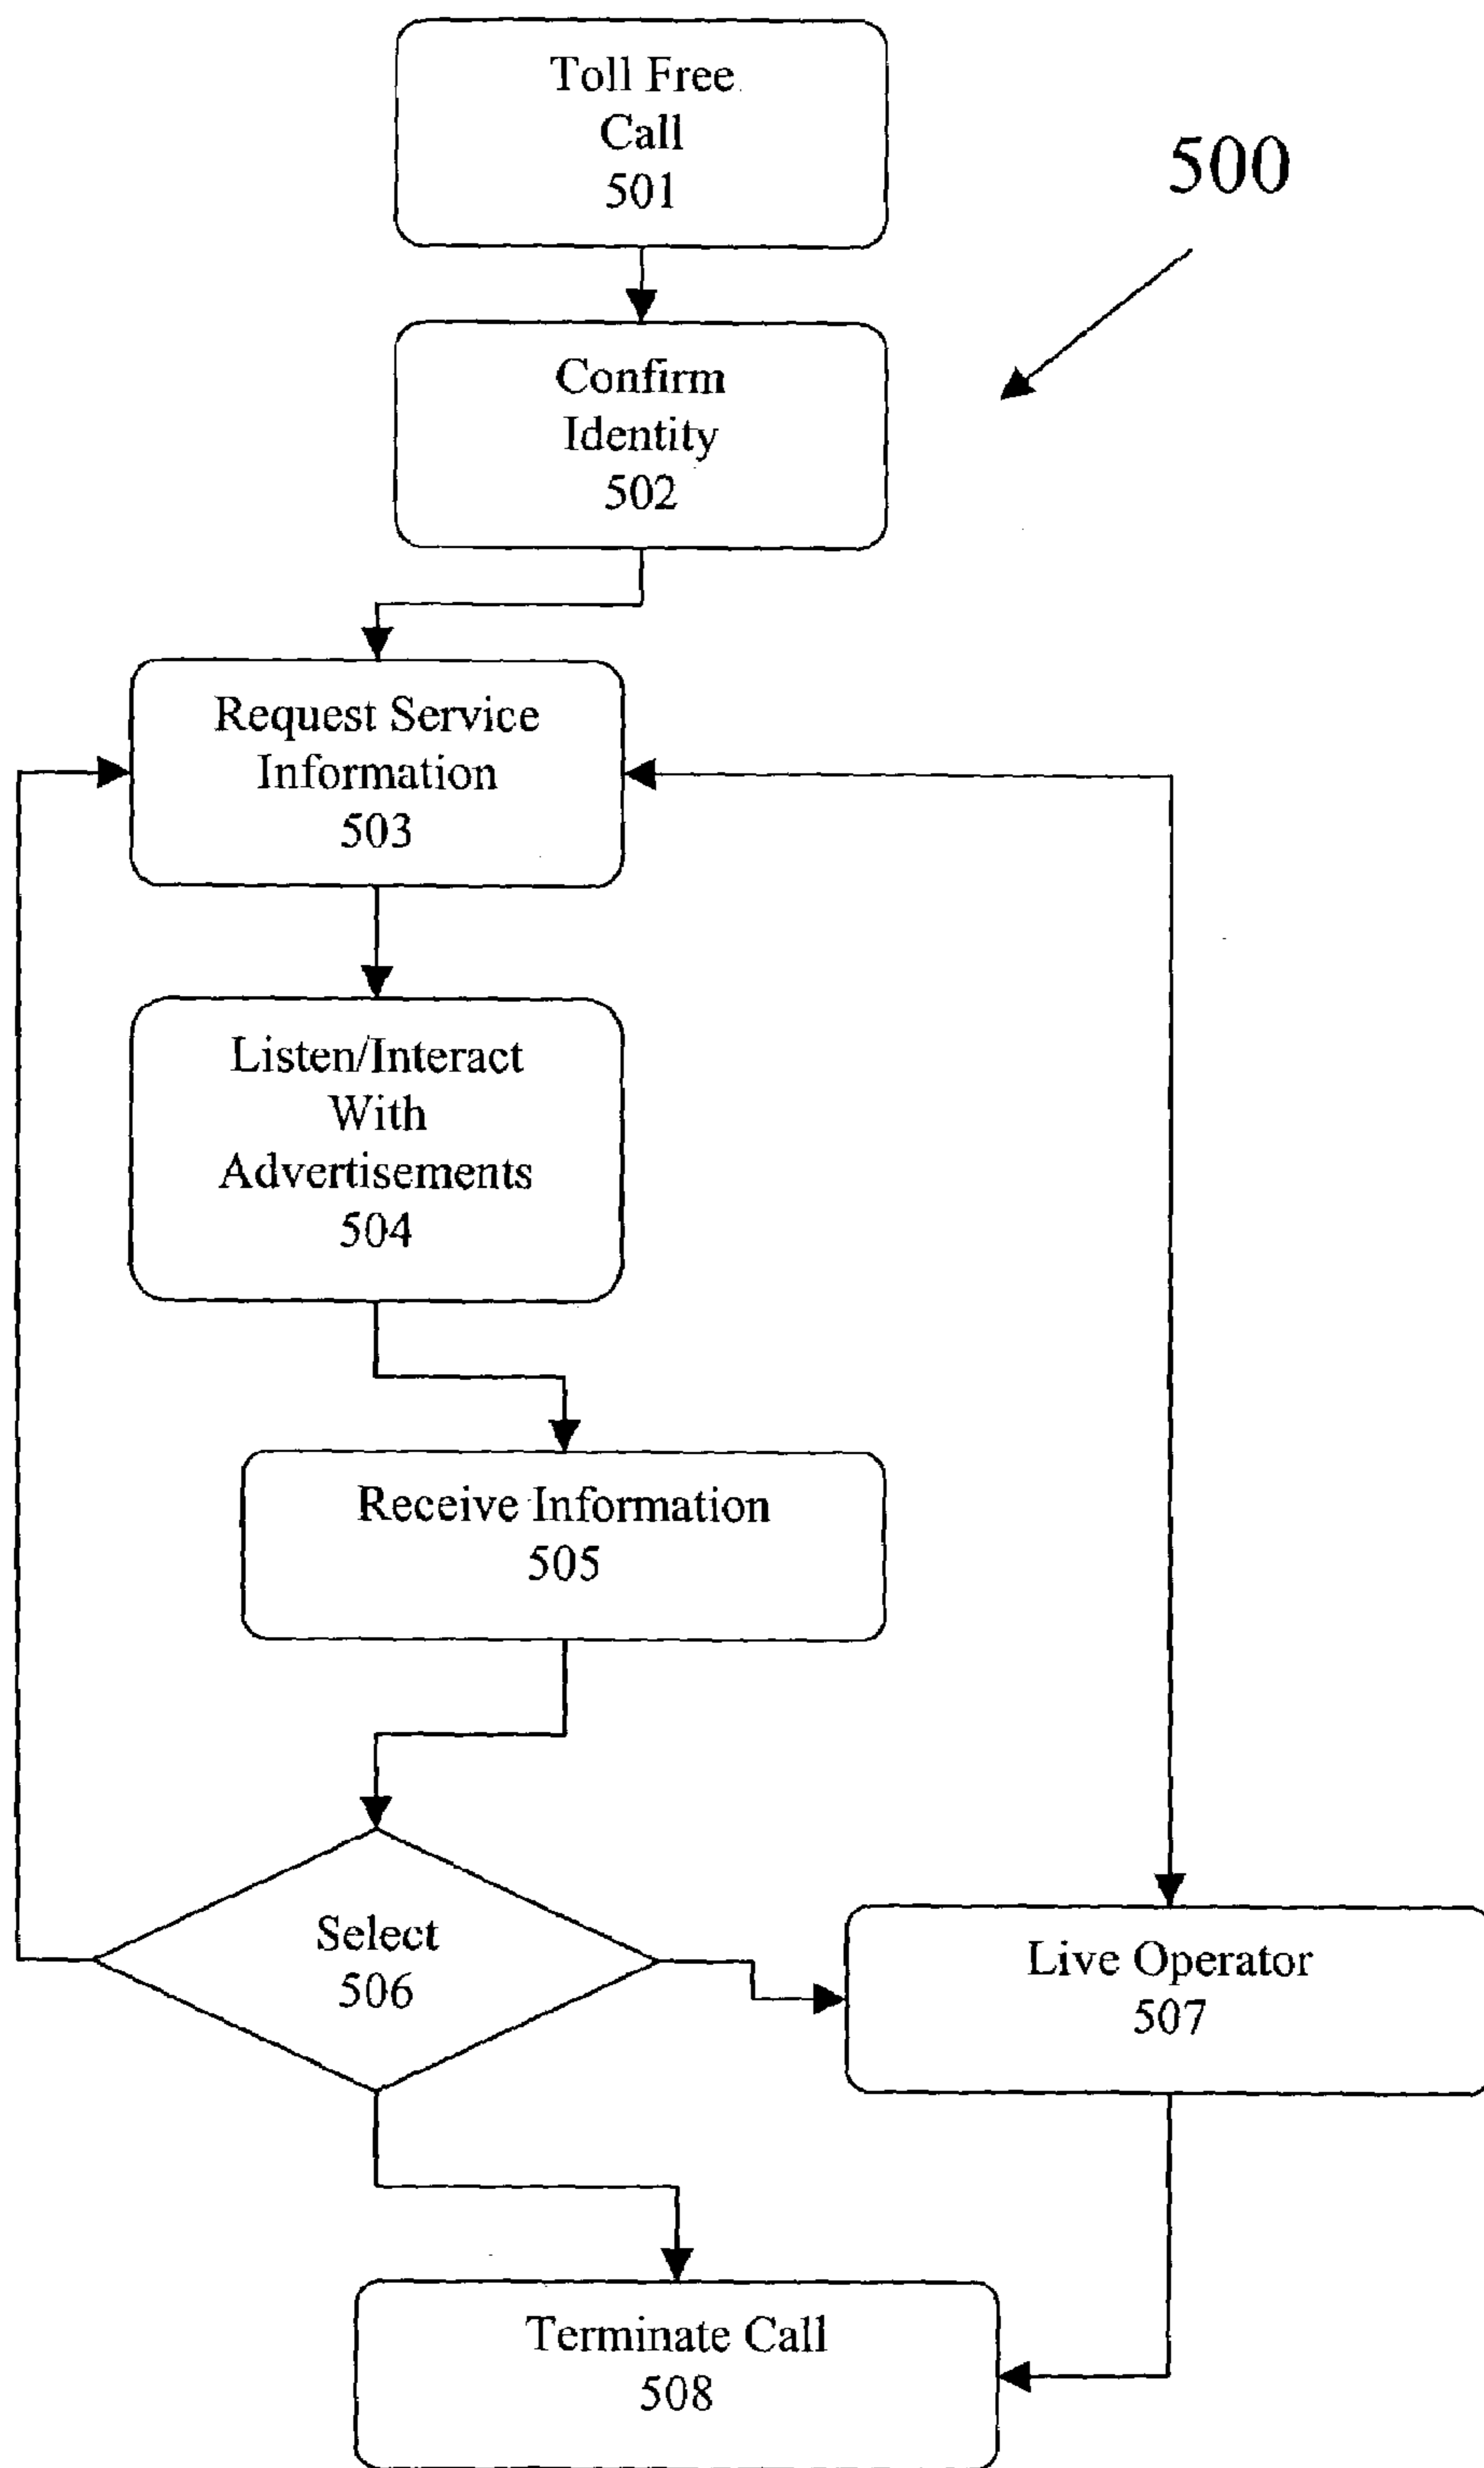 Toll Free
Call
501
500
Confirm
Identity
502
Request Service
Information
503
Listen/Interact
With
Advertisements
504
Receive Information
505
Select
506
Live Operator
507
Terminate Call
508